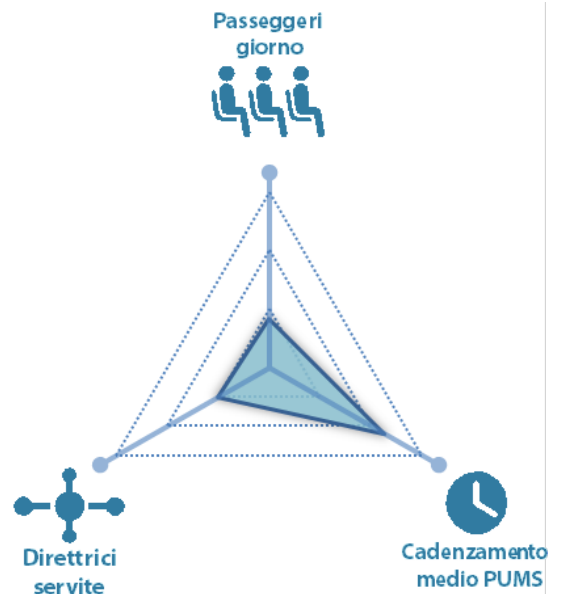 Passeggeri
giorno
Direttrici
servite
Cadenzamento
medio PUMS